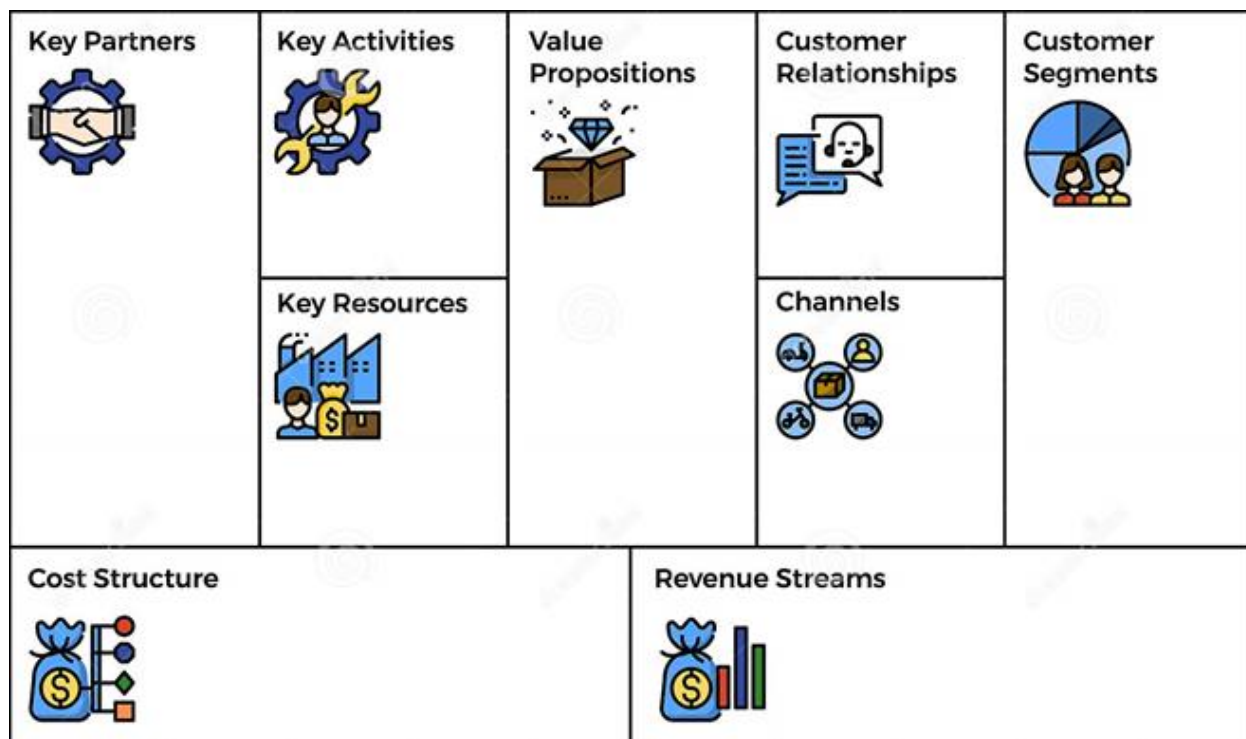 Key Partners
Key Activities
Value
Propositions
Customer
Relationships
Customer
Segments
Key Resources
$
Channels
Cost Structure
$
Revenue Streams
$